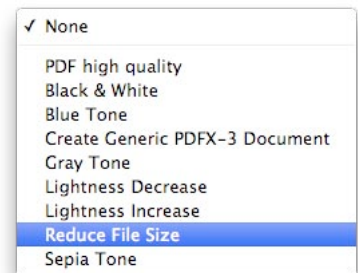 ✓ None
PDF high quality
Black & White
Blue Tone
Create Generic PDFX-3 Document
Gray Tone
Lightness Decrease
Lightness Increase
Reduce File Size
Sepia Tone